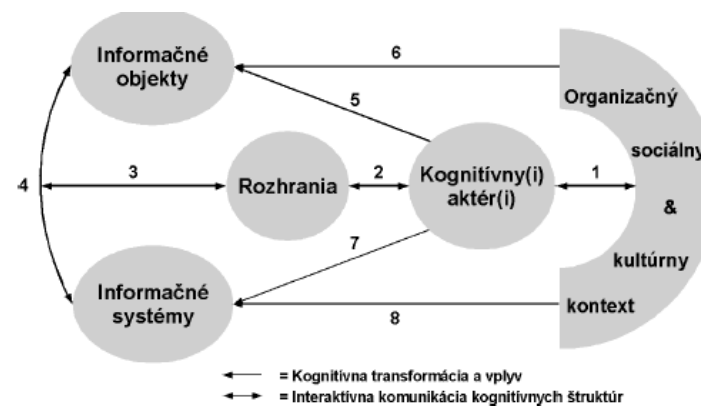 Informačné
objekty
6
5
Organizačný
sociálny
&
kultúrny
kontext
4
3
Rozhrania
2
Kognitívny(i)
aktér(i)
1
7
Informačné
systémy
8
= Kognitívna transformácia a vplyv
= Interaktívna komunikácia kognitívnych štruktúr